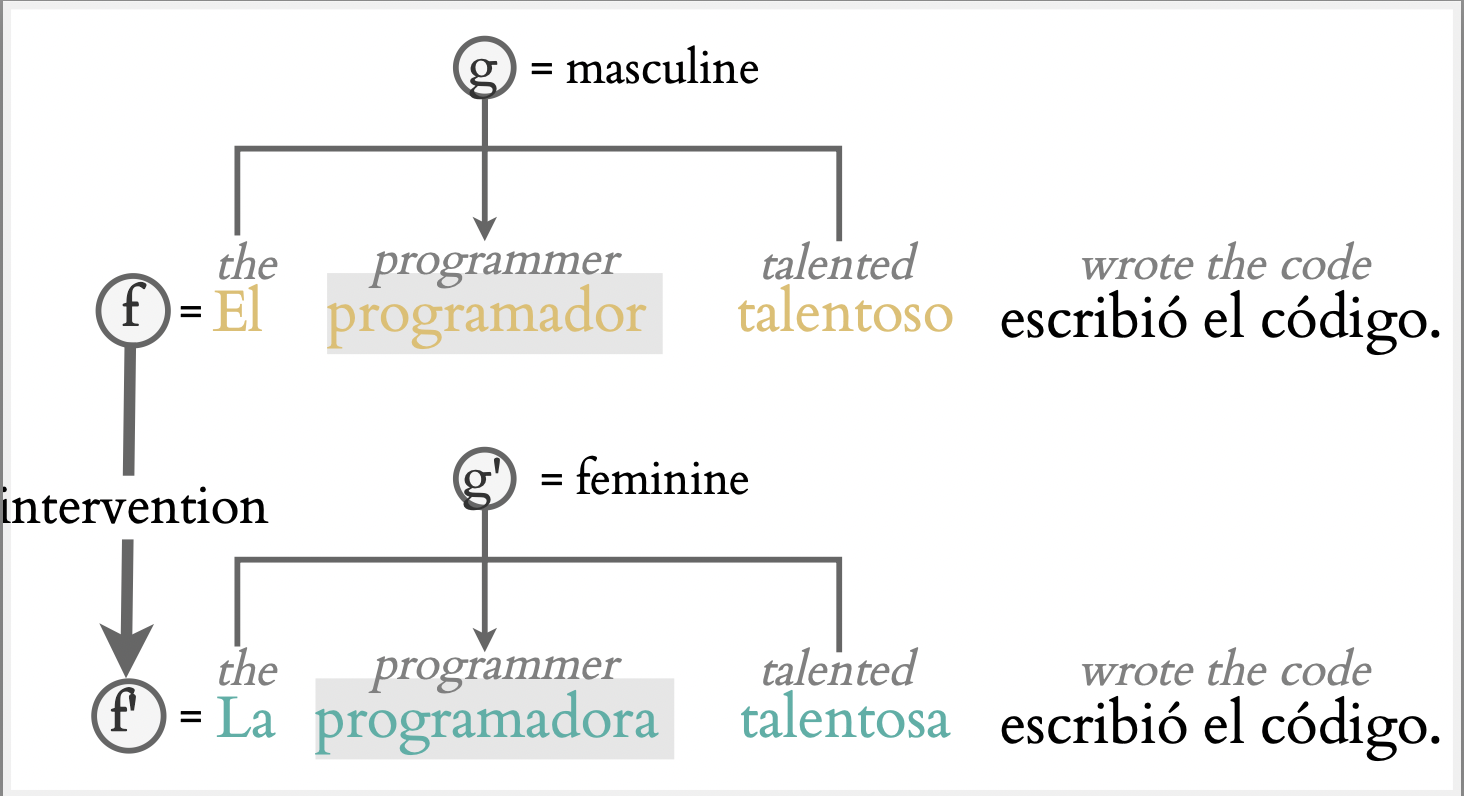 g = masculine
the programmer talented wrote the code
f = El programador talentoso escribió el código.
intervention
g' = feminine
the programmer talented wrote the code
f' = La programadora talentosa escribió el código.